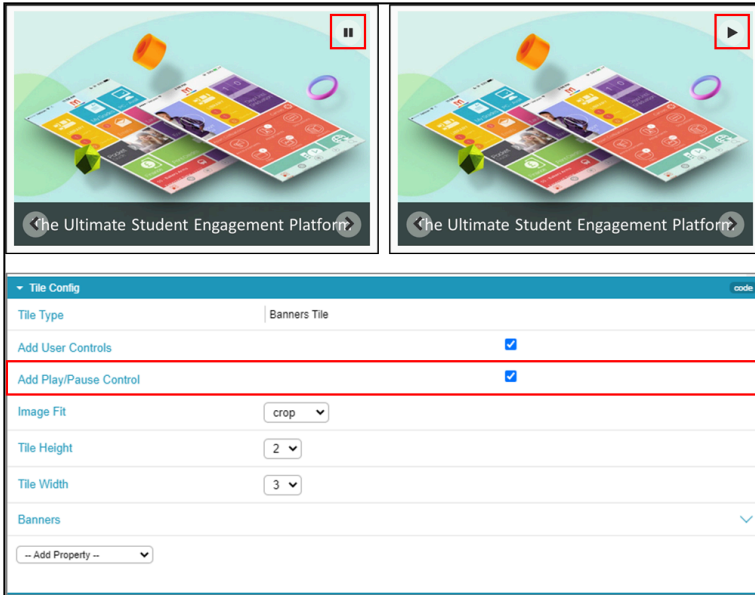 The Ultimate Student Engagement Platform.
The Ultimate Student Engagement Platform.
Tile Config code
Tile Type Banners Tile
Add User Controls
Add Play/Pause Control
Image Fit crop
Tile Height 2
Tile Width 3
Banners
-- Add Property --